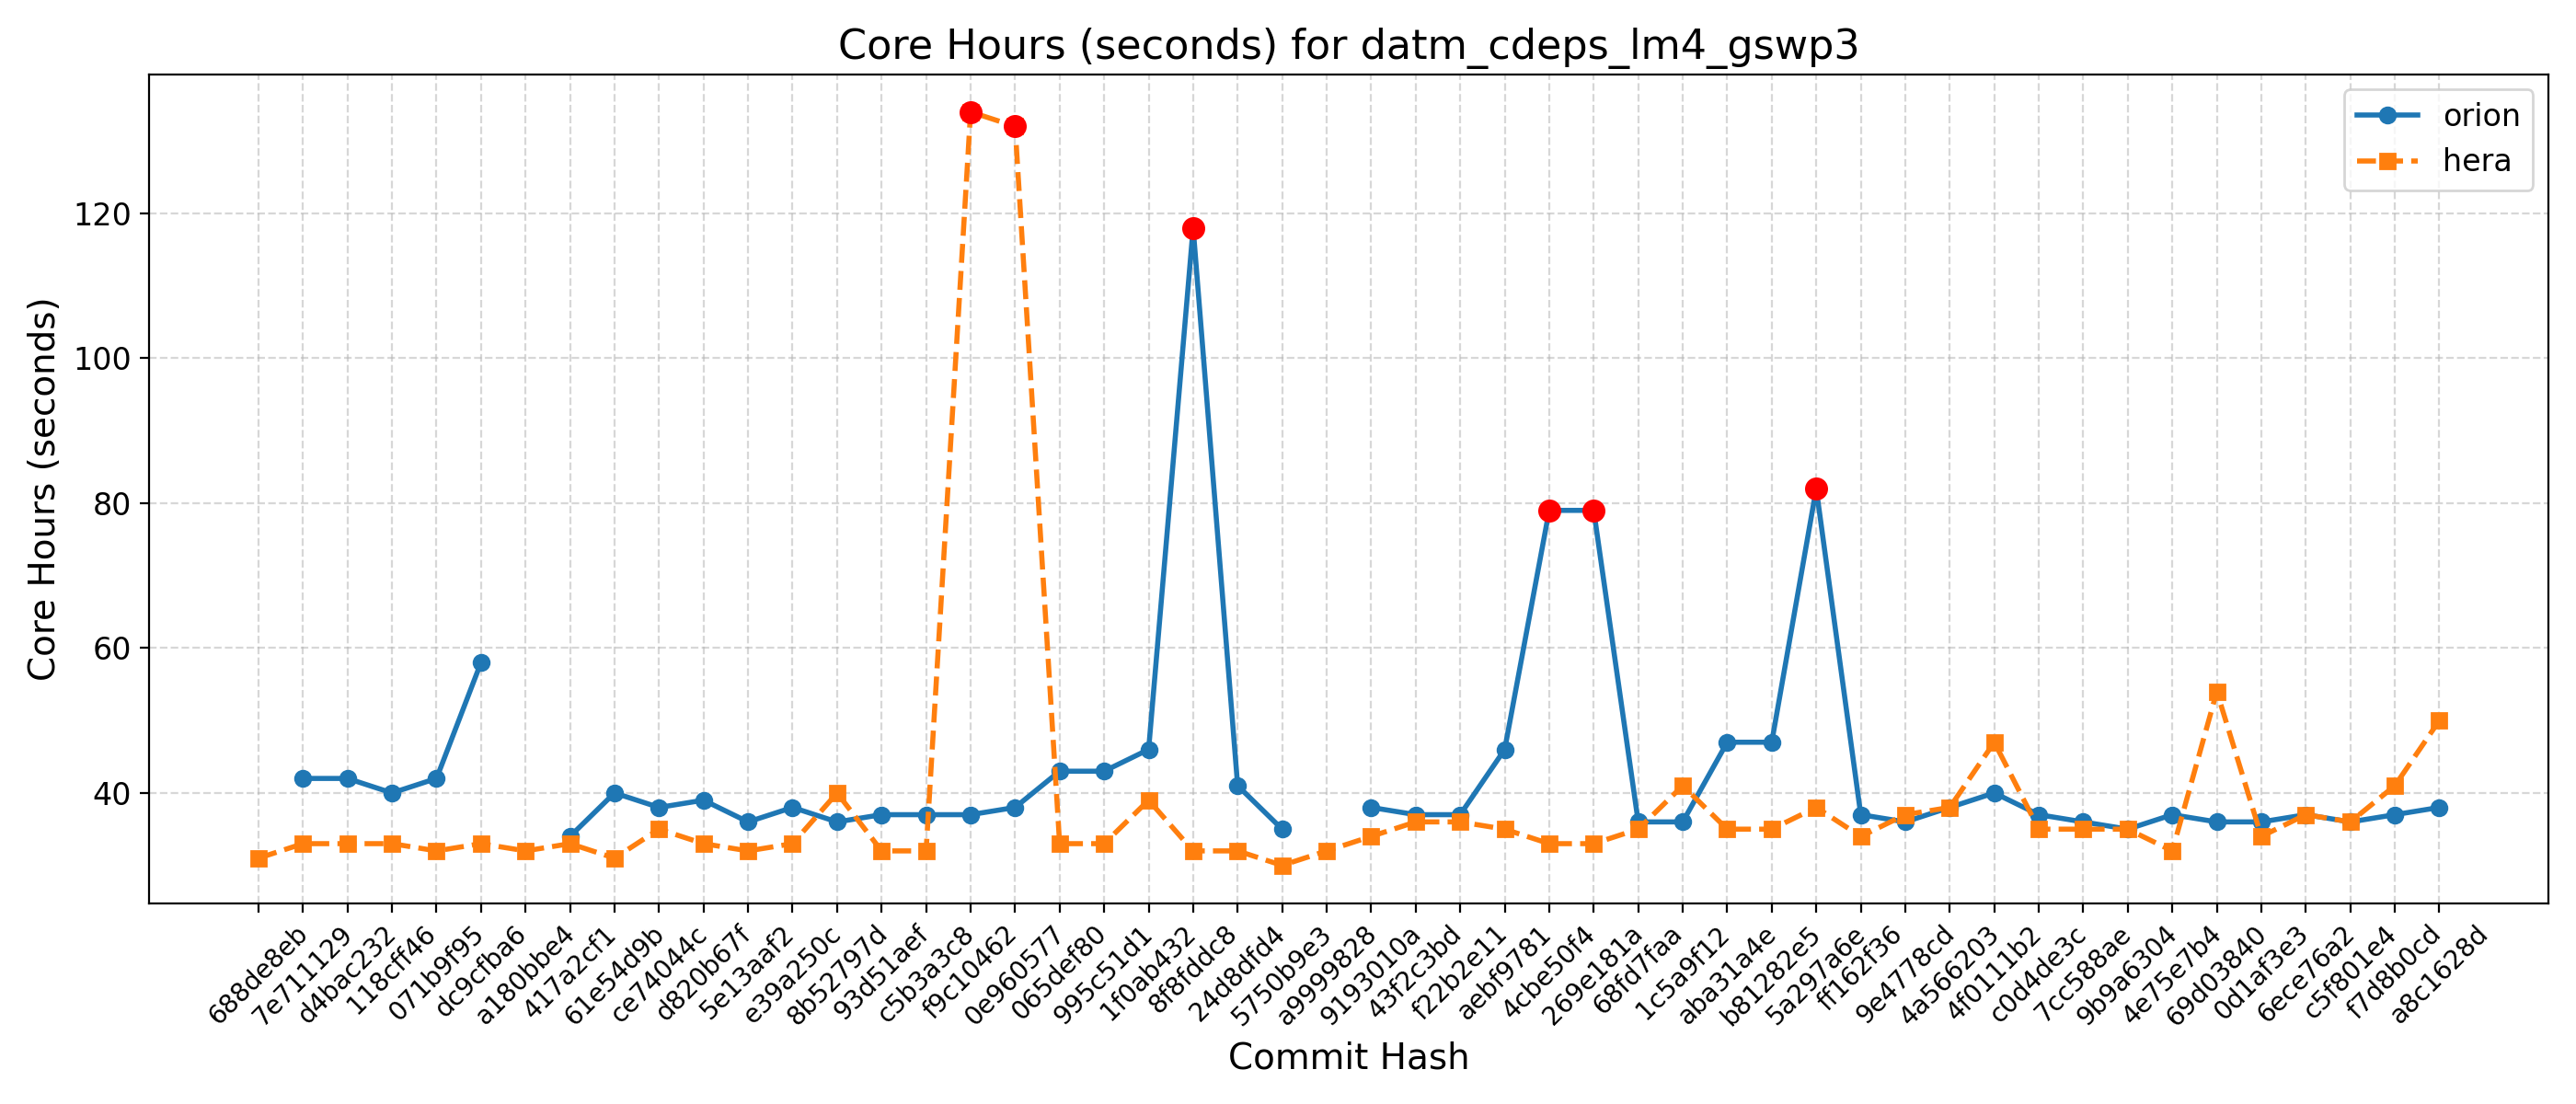 Core Hours (seconds) for datm_cdeps_lm4_gswp3
orion
hera
Core Hours (seconds)
120
100
80
60
40
688de8eb
7e711129
d4bac232
118cff46
071b9f95
dc9cfba6
a180bbe4
417a2cf1
61e54d9b
ce74044c
d820b67f
5e13aaf2
e39a250c
8b52797d
93d51aef
c5b3a3c8
f9c10462
0e960577
065def80
995c51d1
1f0ab432
8f8fddc8
24d8dfd4
5750b9e3
a9999828
9193010a
43f2c3bd
f22b2e11
aebf9781
4cbe50f4
269e181a
68fd7faa
1c5a9f12
aba31a4e
b81282e5
5a297a6e
ff162f36
9e4778cd
4a566203
4f0111b2
c0d4de3c
7cc588ae
9b9a6304
4e75e7b4
69d03840
0d1af3e3
6ece76a2
c5f801e4
f7d8b0cd
a8c1628d
Commit Hash